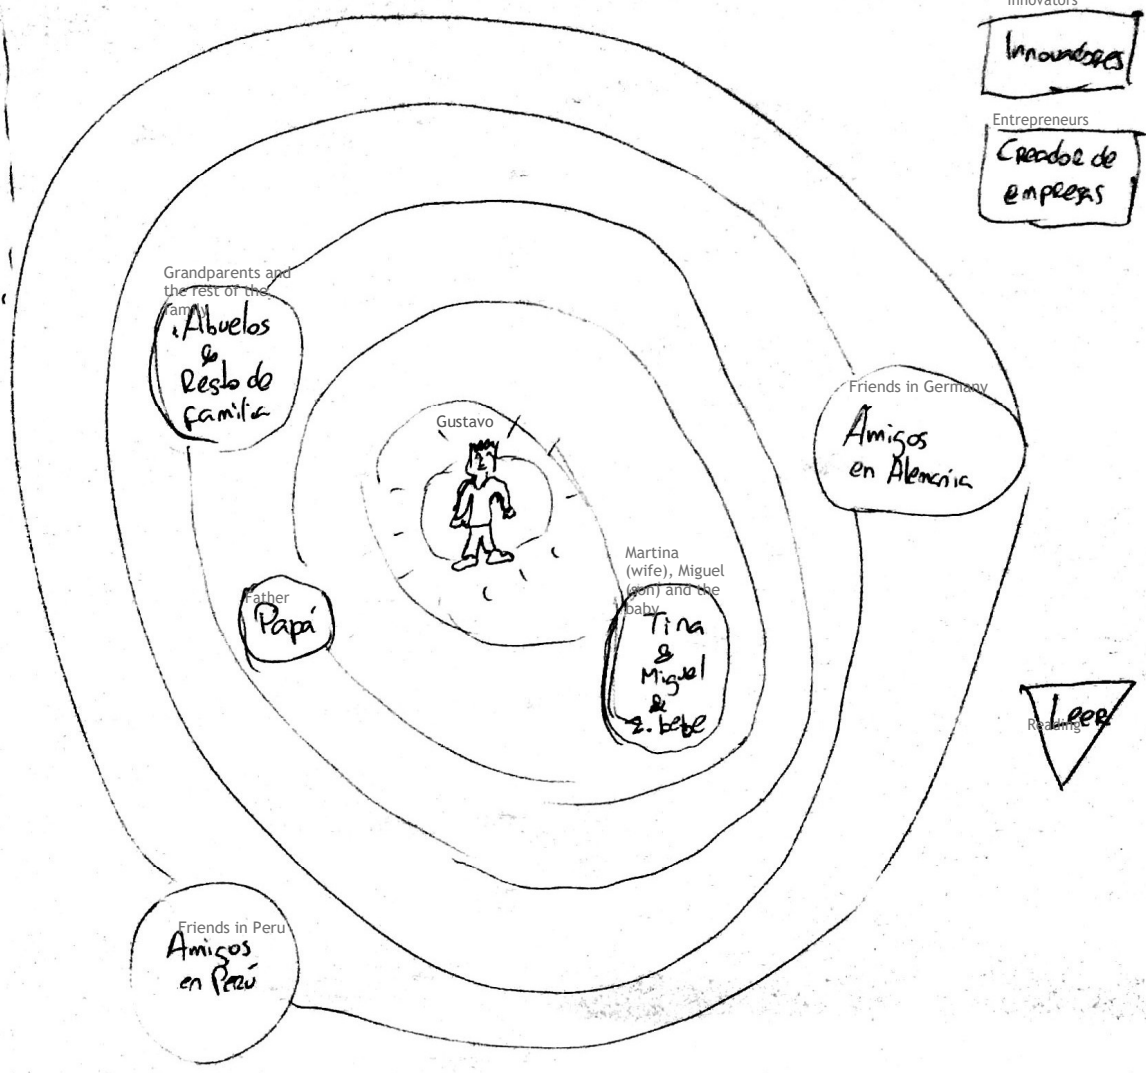 Innovators
Innovadores
Entrepreneurs
Creador de
empresas
Grandparents and
the rest of the
family
Abuelos
&
Resto de
familia
Friends in Germany
Amigos
en Alemania
Gustavo
Martina
(wife), Miguel
(son) and the
baby
Tina
&
Miguel
&
2. bebe
Father
Papá
Reading
Leer
Friends in Peru
Amigos
en Perú